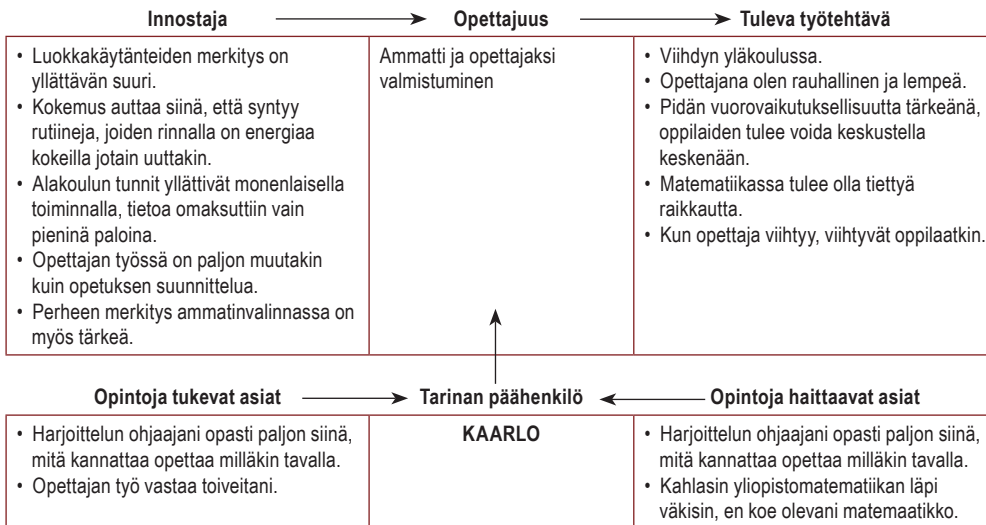 Innostaja
Opettajuus
Tuleva työtehtävä
• Luokkakäytänteiden merkitys on
yllättävän suuri.
• Kokemus auttaa siinä, että syntyy
rutiineja, joiden rinnalla on energiaa
kokeilla jotain uuttakin.
• Alakoulun tunnit yllättivät monenlaisella
toiminnalla, tietoa omaksuttiin vain
pieninä paloina.
• Opettajan työssä on paljon muutakin
kuin opetuksen suunnittelua.
• Perheen merkitys ammatinvalinnassa on
myös tärkeä.
Ammatti ja opettajaksi
valmistuminen
• Viihdyn yläkoulussa.
• Opettajana olen rauhallinen ja lempeä.
• Pidän vuorovaikutuksellisuutta tärkeänä,
oppilaiden tulee voida keskustella
keskenään.
• Matematiikassa tulee olla tiettyä
raikkautta.
• Kun opettaja viihtyy, viihtyvät oppilaatkin.
Opintoja tukevat asiat
Tarinan päähenkilö
Opintoja haittaavat asiat
• Harjoittelun ohjaajani opasti paljon siinä,
mitä kannattaa opettaa milläkin tavalla.
• Opettajan työ vastaa toiveitani.
KAARLO
• Harjoittelun ohjaajani opasti paljon siinä,
mitä kannattaa opettaa milläkin tavalla.
• Kahlasin yliopistomatematiikan läpi
väkisin, en koe olevani matemaatikko.